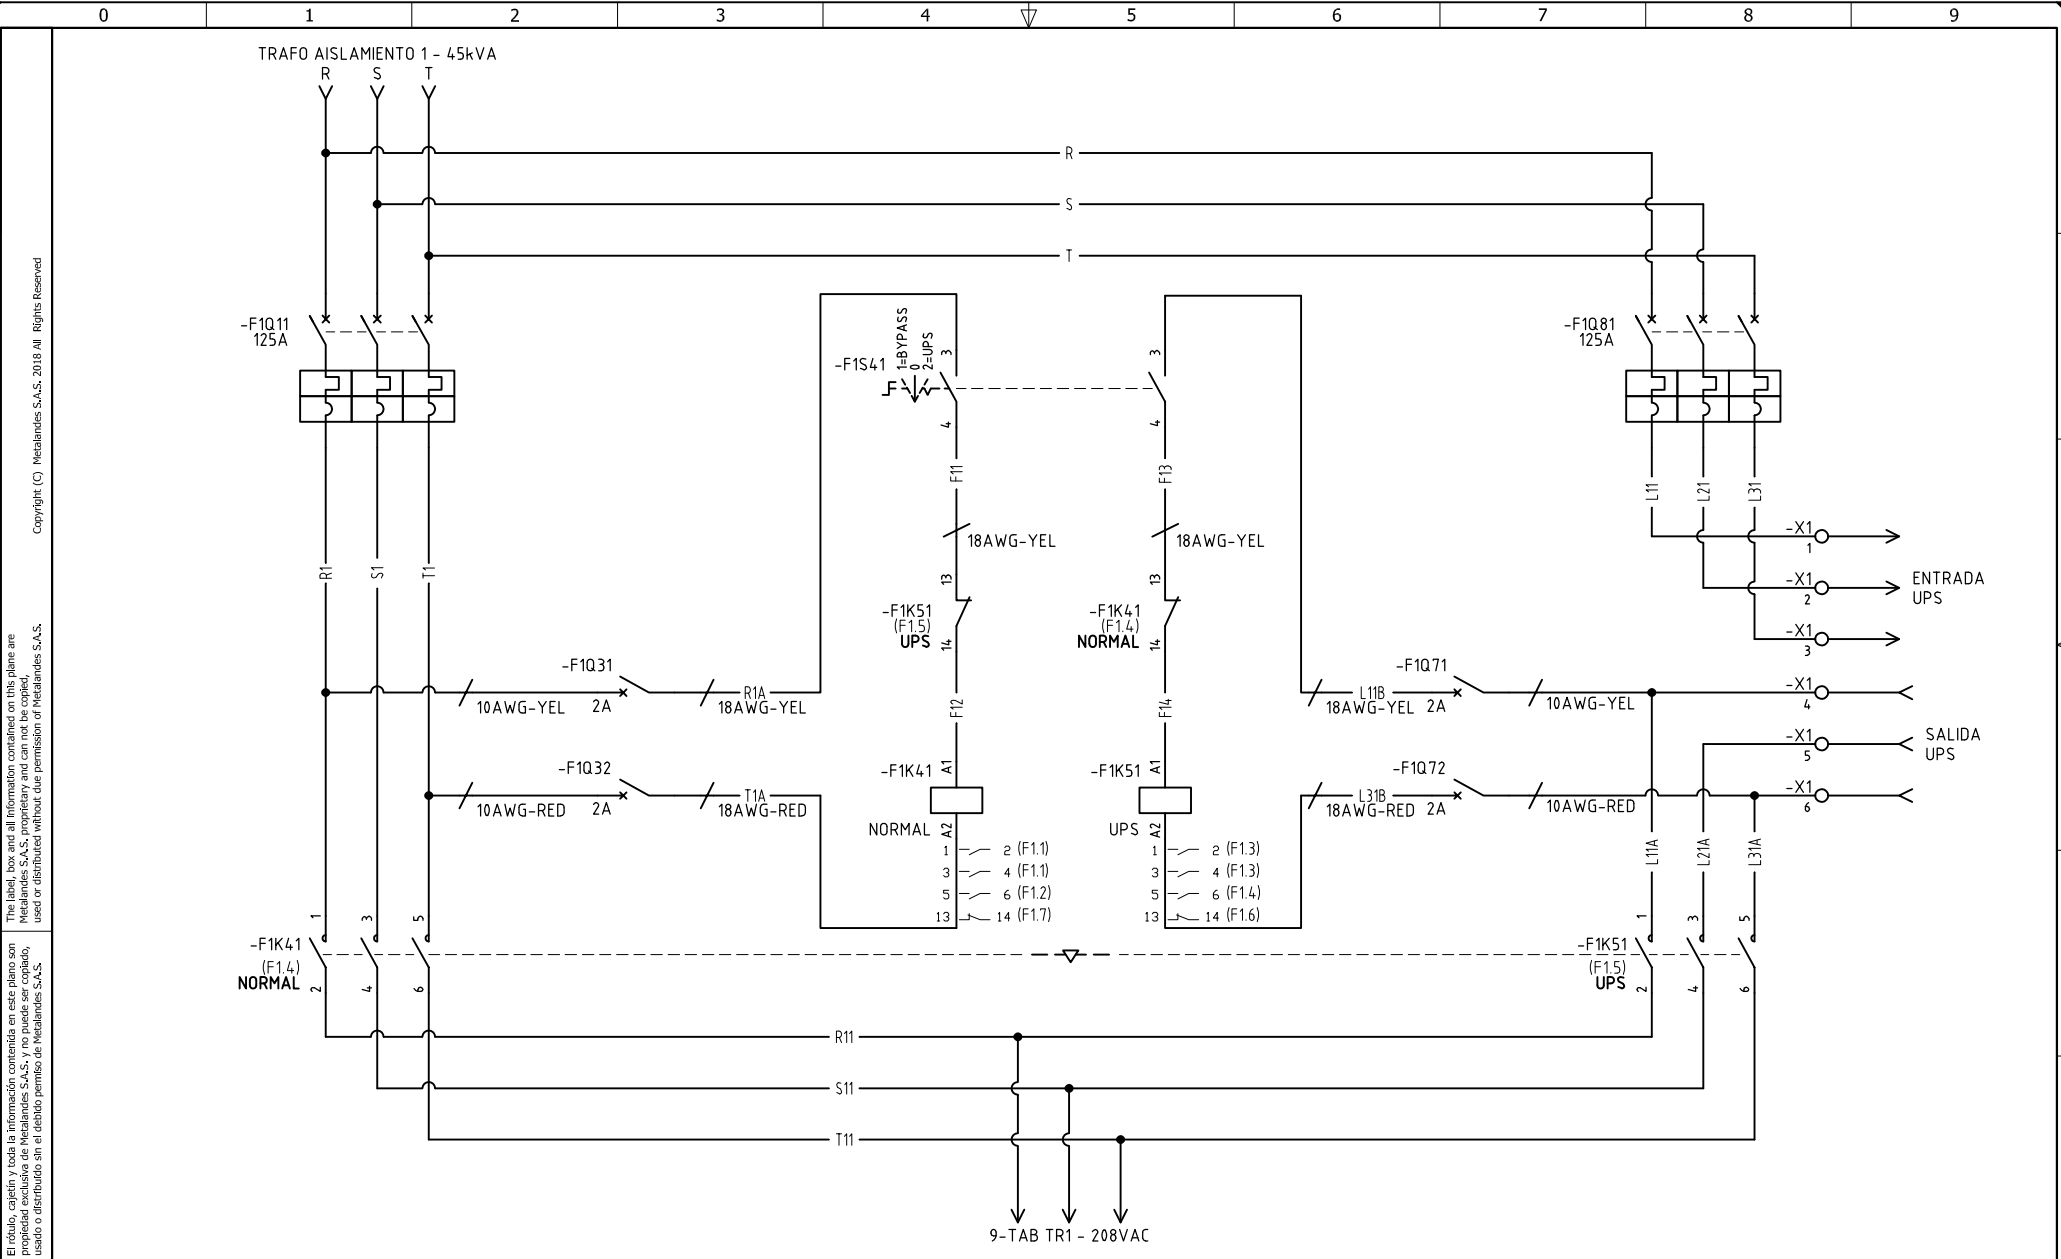 0 1 2 3 4 5 6 7 8 9
TRAFO AISLAMIENTO 1 - 45kVA
R S T
R
S
T
-F1Q11
125A
-F1S41
1=BYPASS
0
2=UPS
3
4
3
4
-F1Q81
125A
F11
F13
L11
L21
L31
18AWG-YEL
18AWG-YEL
R1
S1
T1
-X1
1
-X1
2
-X1
3
ENTRADA
UPS
13
-F1K51
(F1.5)
UPS
14
13
-F1K41
(F1.4)
NORMAL
14
-F1Q31
10AWG-YEL
2A
R1A
18AWG-YEL
F12
F14
L11B
18AWG-YEL
-F1Q71
2A
10AWG-YEL
-X1
4
-X1
5
SALIDA
UPS
-X1
6
-F1Q32
10AWG-RED
2A
T1A
18AWG-RED
-F1K41
A1
NORMAL
A2
-F1K51
A1
UPS
A2
L31B
18AWG-RED
-F1Q72
2A
10AWG-RED
1 2 (F1.1)
3 4 (F1.1)
5 6 (F1.2)
13 14 (F1.7)
1 2 (F1.3)
3 4 (F1.3)
5 6 (F1.4)
13 14 (F1.6)
L11A
L21A
L31A
1 3 5
-F1K41
(F1.4)
NORMAL
2 4 6
1 3 5
-F1K51
(F1.5)
UPS
2 4 6
R11
S11
T11
9-TAB TR1 - 208VAC
Copyright (C) Metalandes S.A.S. 2018 All Rights Reserved
The label, box and all information contained on this plane are
Metalandes S.A.S. proprietary and can not be copied,
used or distributed without due permission of Metalandes S.A.S.
El rótulo, cajetín y toda la información contenida en este plano son
propiedad exclusiva de Metalandes S.A.S. y no puede ser copiado,
usado o distribuido sin el debido permiso de Metalandes S.A.S.